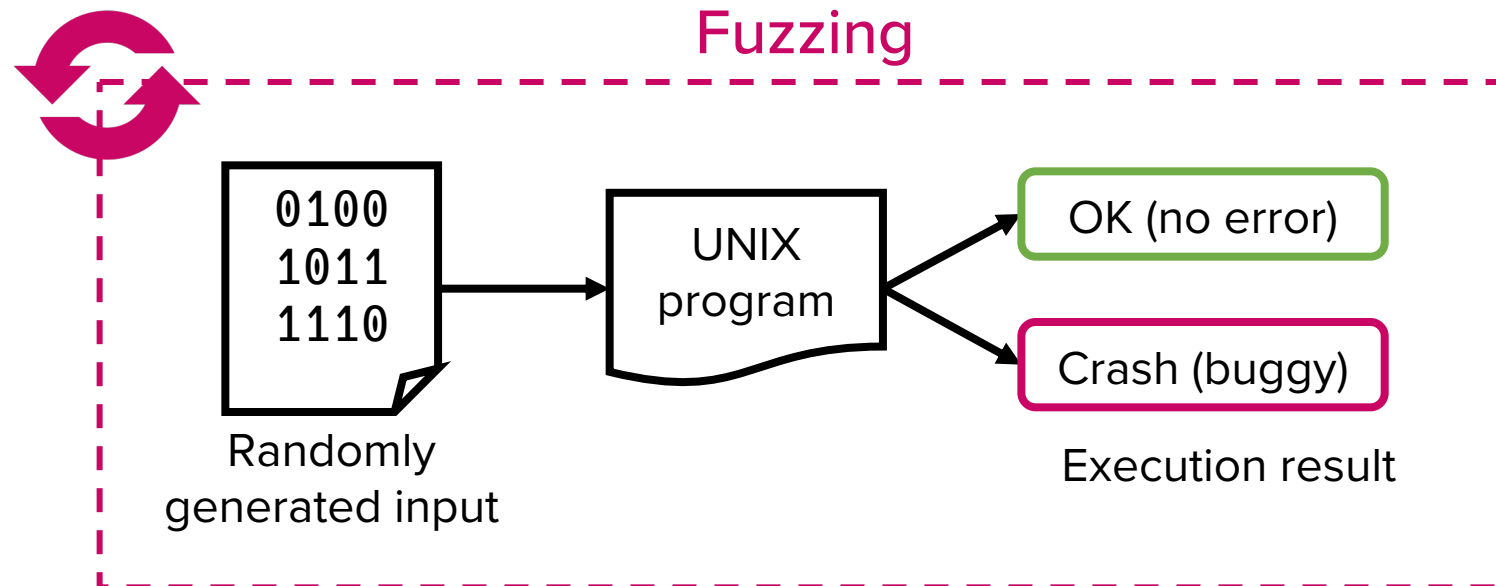 Fuzzing
0100
1011
1110
Randomly
generated input
UNIX
program
OK (no error)
Crash (buggy)
Execution result